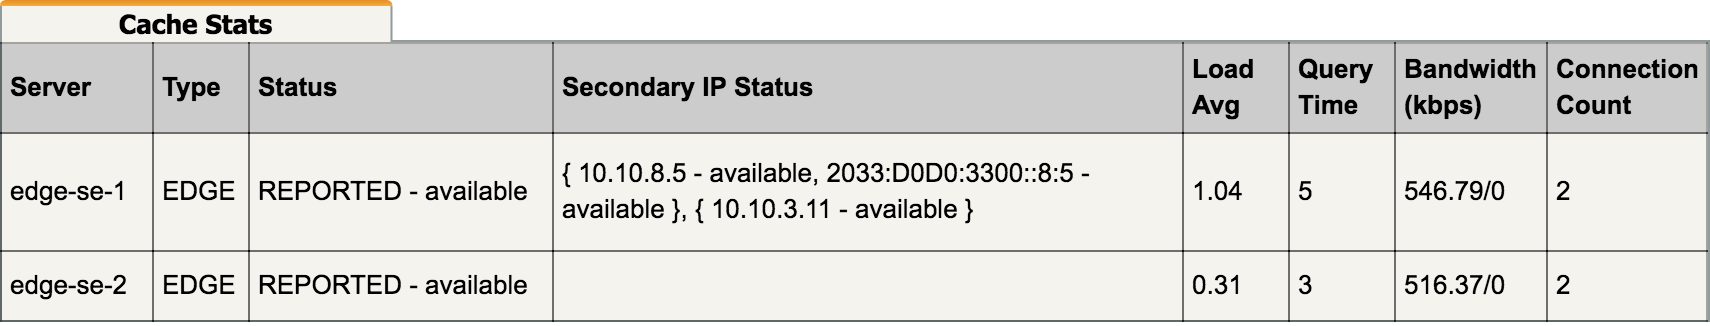 Cache Stats
Server Type Status Secondary IP Status Load Avg Query Time Bandwidth (kbps) Connection Count
edge-se-1 EDGE REPORTED - available { 10.10.8.5 - available, 2033:D0D0:3300::8:5 - available }, { 10.10.3.11 - available } 1.04 5 546.79/0 2
edge-se-2 EDGE REPORTED - available 0.31 3 516.37/0 2